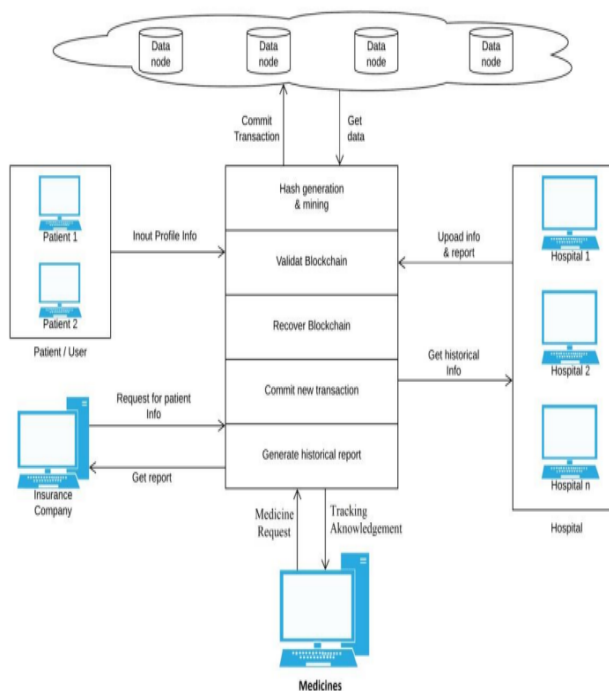 Data
node
Data
node
Data
node
Data
node
Commit
Transaction
Get
data
Hash generation
& mining
Patient 1
Inout Profile Info
Validat Blockchain
Upoad info
& report
Hospital 1
Patient 2
Patient / User
Recover Blockchain
Get historical
Info
Hospital 2
Request for patient
Info
Commit new transaction
Get report
Generate historical report
Insurance
Company
Hospital n
Hospital
Medicine
Request
Tracking
Aknowledgement
Medicines